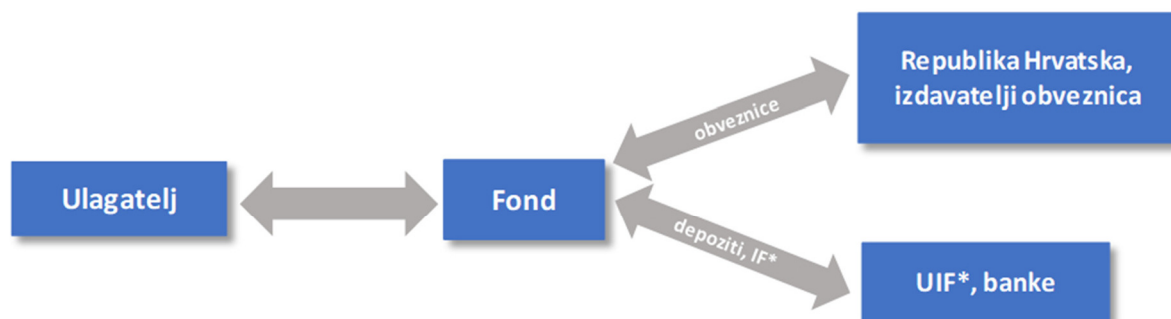 Republika Hrvatska,
izdavatelji obveznica
obveznice
Ulagatelj
Fond
depoziti, IF*
UIF*, banke